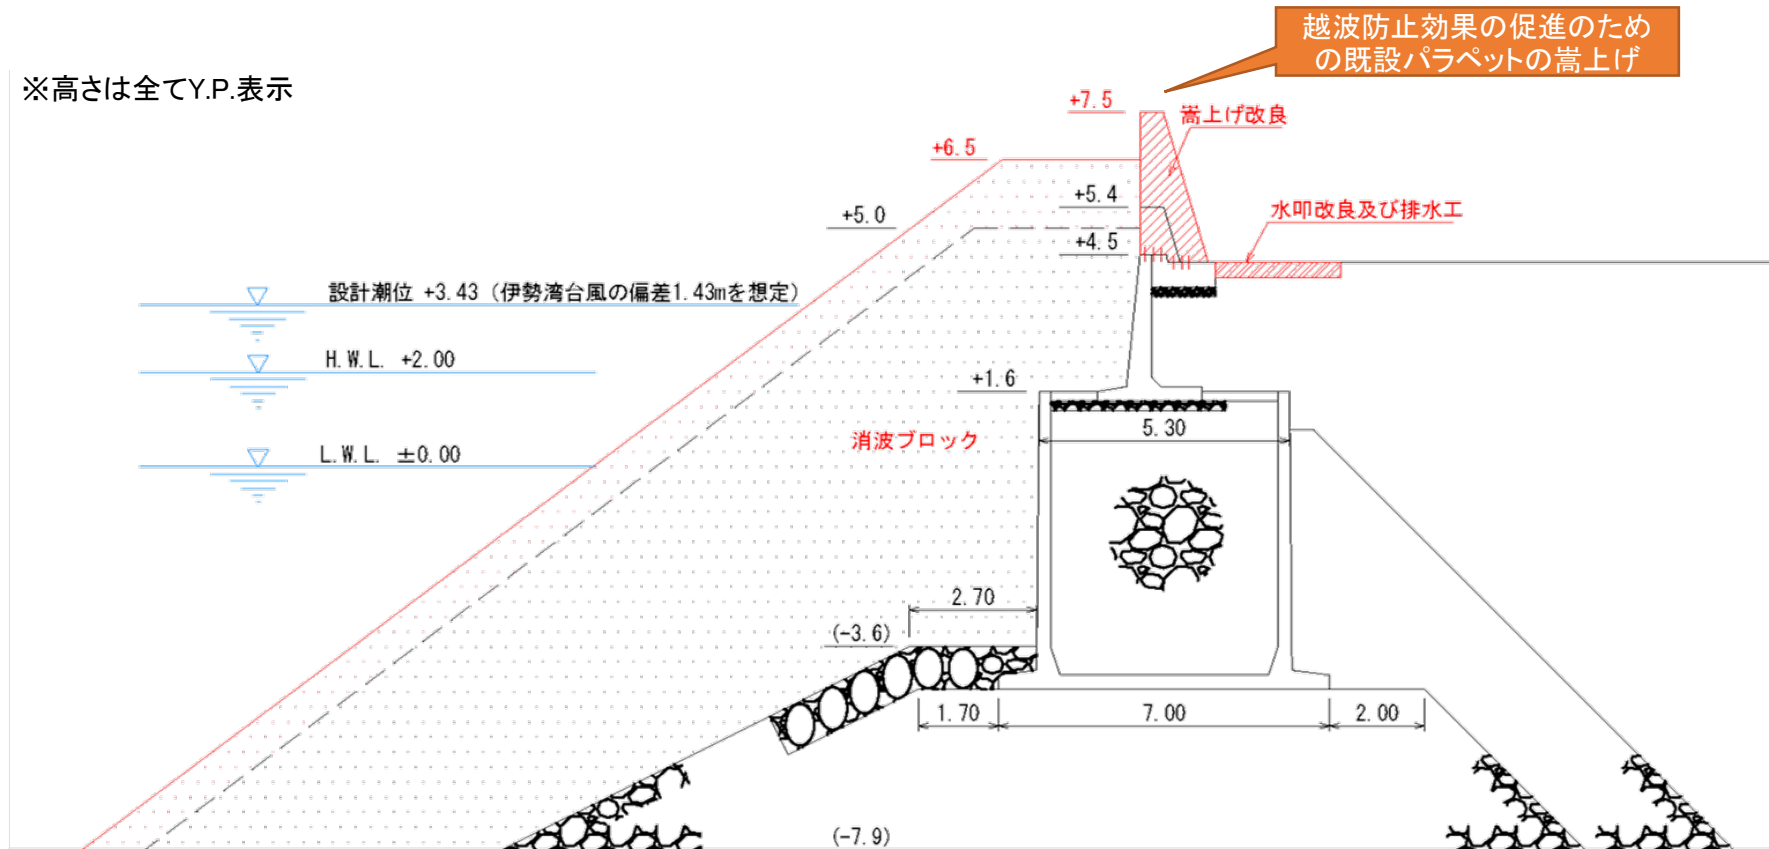 越波防止効果の促進のため
の既設パラペットの嵩上げ
※高さは全てY.P.表示
+7.5
嵩上げ改良
+6.5
+5.4
水叩改良及び排水工
+5.0
+4.5
設計潮位 +3.43（伊勢湾台風の偏差1.43mを想定）
H.W.L. +2.00
+1.6
5.30
消波ブロック
L.W.L. ±0.00
2.70
(-3.6)
1.70
7.00
2.00
(-7.9)